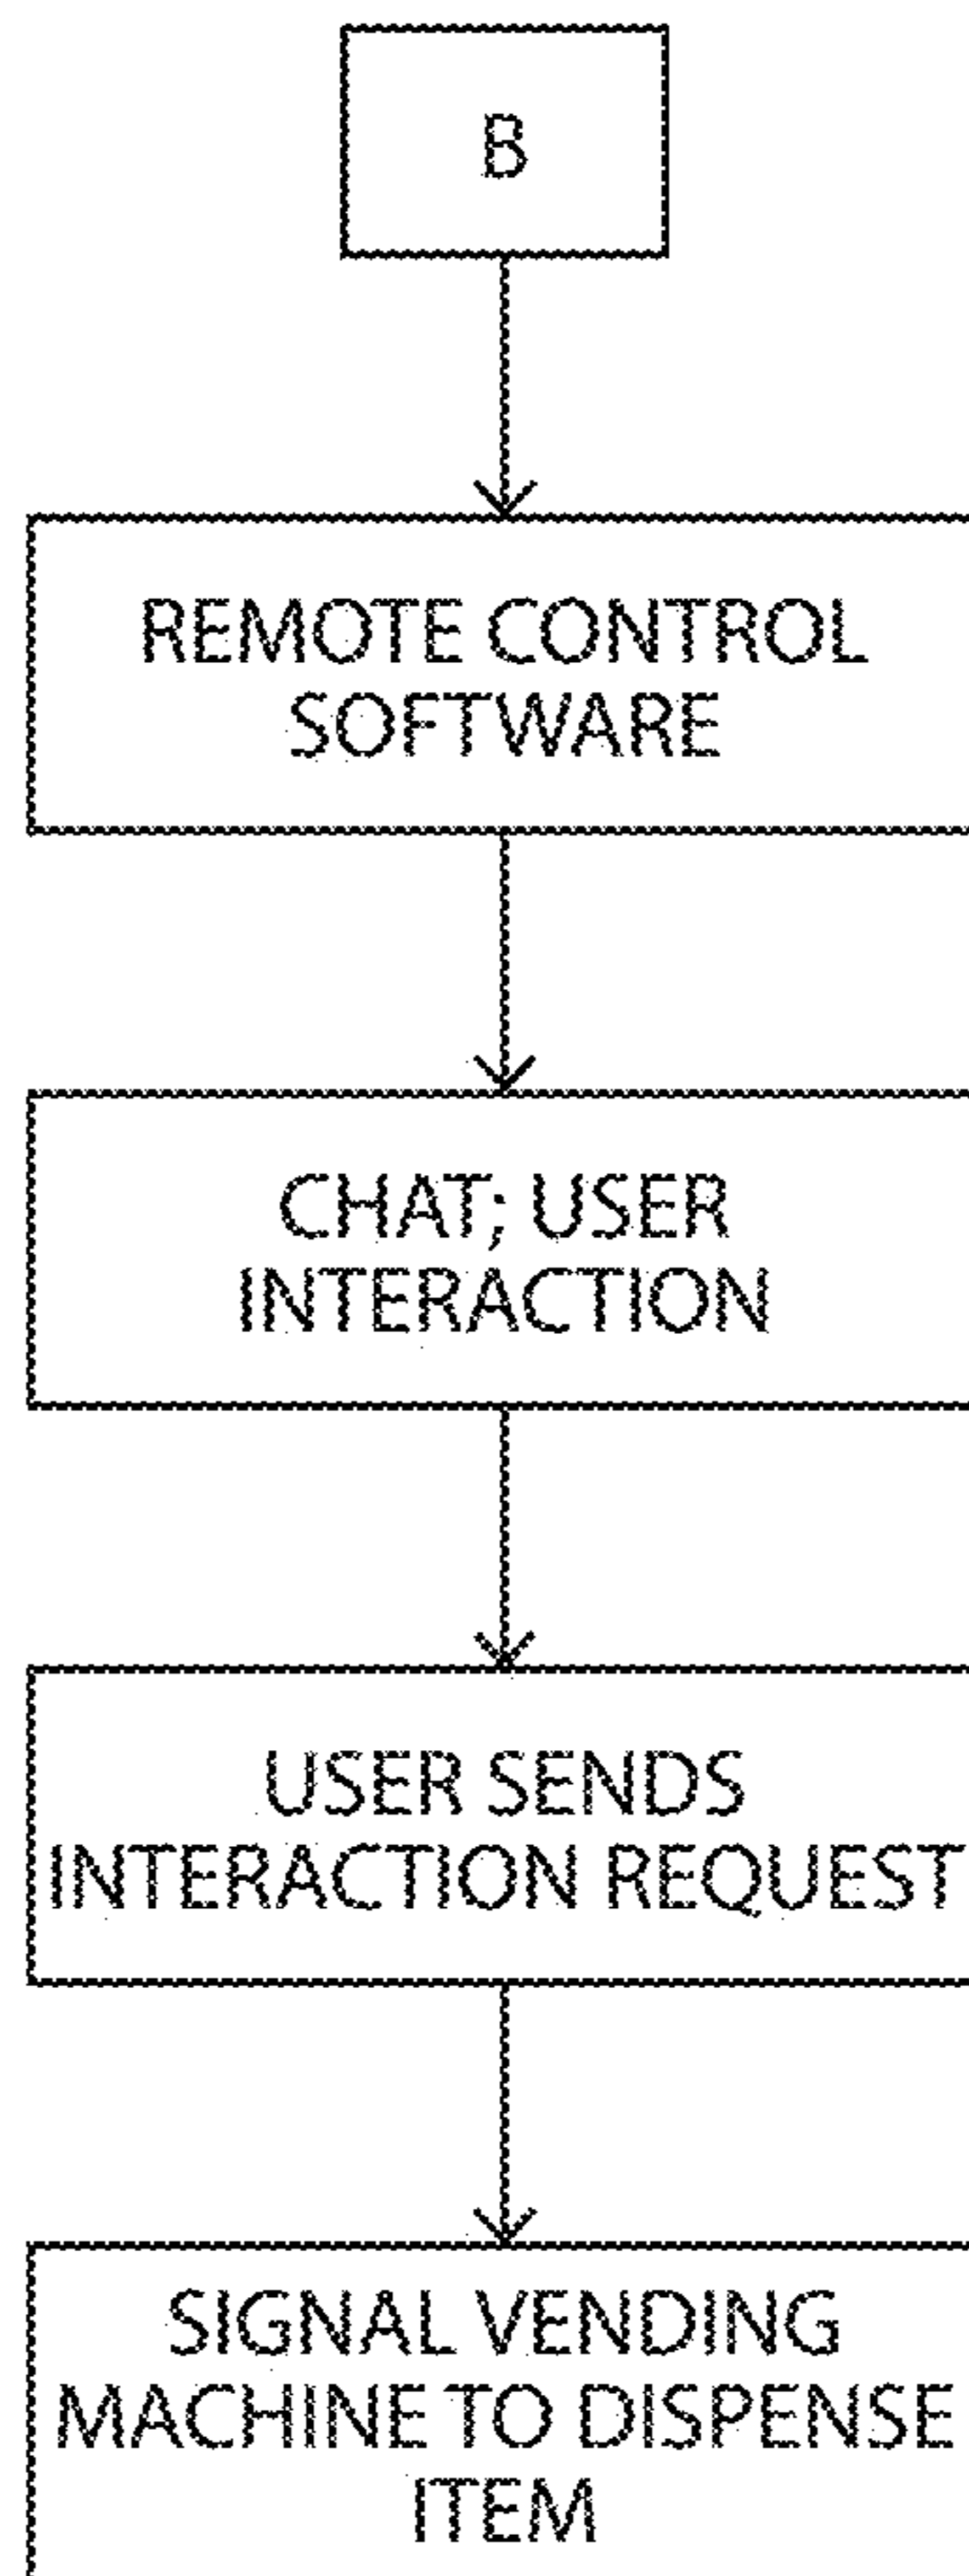 B
REMOTE CONTROL
SOFTWARE
CHAT; USER
INTERACTION
USER SENDS
INTERACTION REQUEST
SIGNAL VENDING
MACHINE TO DISPENSE
ITEM